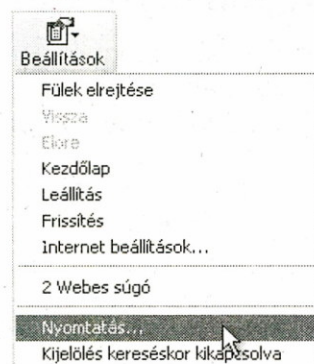 Beállítások
Fülek elrejtése
Vissza
Előre
Kezdőlap
Leállítás
Frissítés
Internet beállítások...
2 Webes súgó
Nyomtatás...
Kijelölés kereséskor kikapcsolva